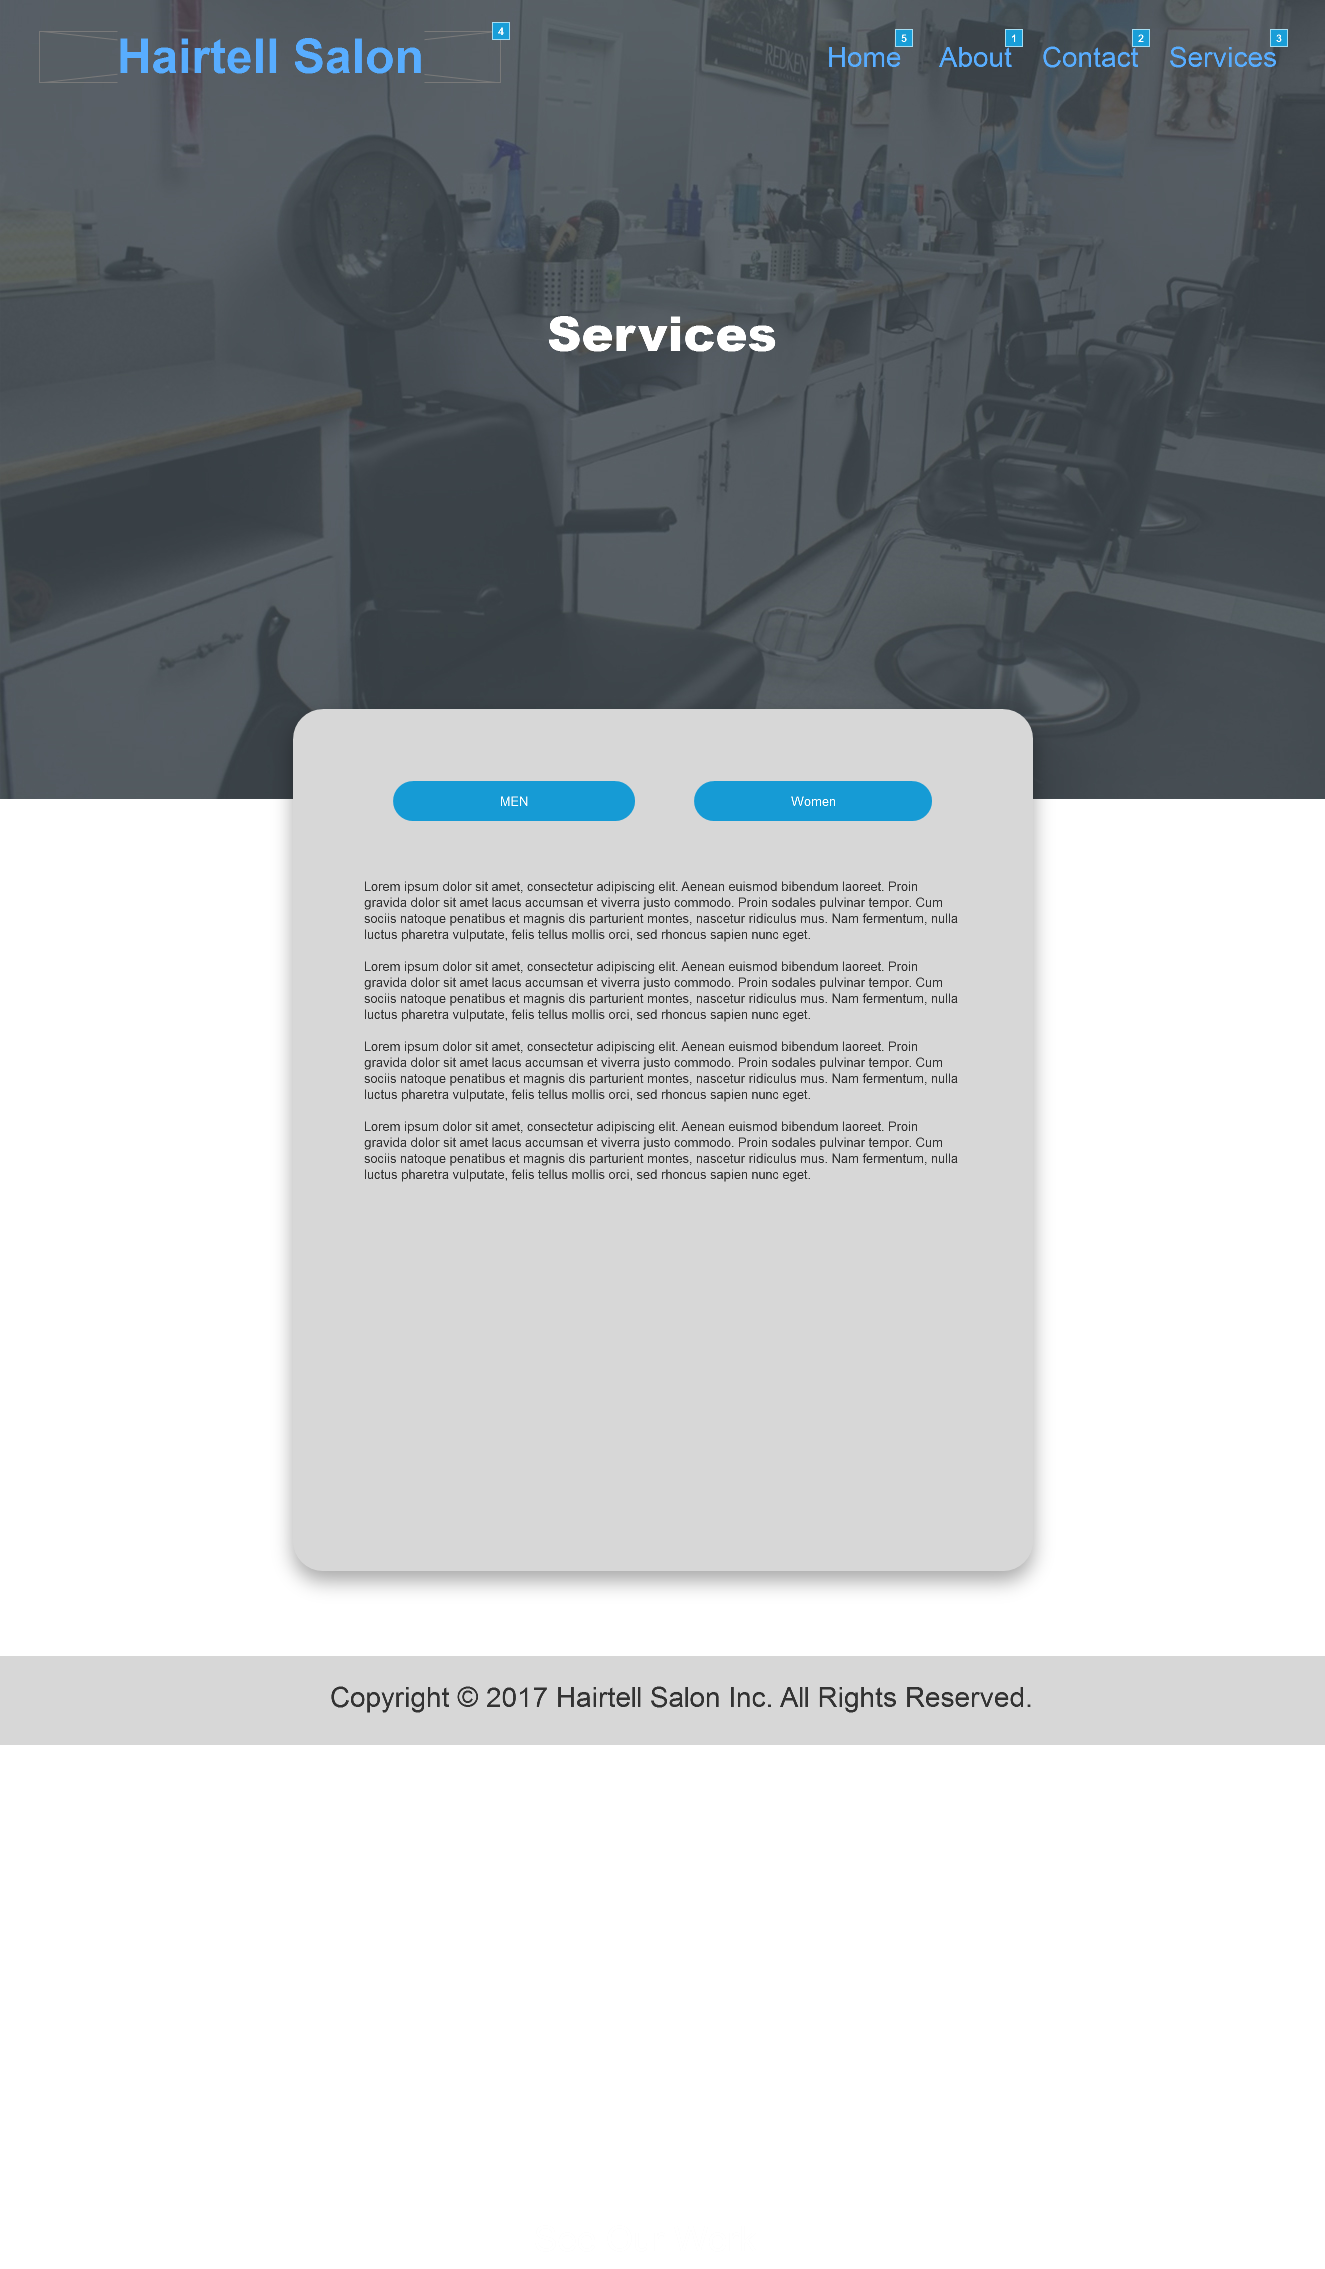 Hairtell Salon
4
Home
5
About
1
Contact
2
Services
3
REDKEN
Services
MEN
Women
Lorem ipsum dolor sit amet, consectetur adipiscing elit. Aenean euismod bibendum laoreet. Proin
gravida dolor sit amet lacus accumsan et viverra justo commodo. Proin sodales pulvinar tempor. Cum
sociis natoque penatibus et magnis dis parturient montes, nascetur ridiculus mus. Nam fermentum, nulla
luctus pharetra vulputate, felis tellus mollis orci, sed rhoncus sapien nunc eget.
Lorem ipsum dolor sit amet, consectetur adipiscing elit. Aenean euismod bibendum laoreet. Proin
gravida dolor sit amet lacus accumsan et viverra justo commodo. Proin sodales pulvinar tempor. Cum
sociis natoque penatibus et magnis dis parturient montes, nascetur ridiculus mus. Nam fermentum, nulla
luctus pharetra vulputate, felis tellus mollis orci, sed rhoncus sapien nunc eget.
Lorem ipsum dolor sit amet, consectetur adipiscing elit. Aenean euismod bibendum laoreet. Proin
gravida dolor sit amet lacus accumsan et viverra justo commodo. Proin sodales pulvinar tempor. Cum
sociis natoque penatibus et magnis dis parturient montes, nascetur ridiculus mus. Nam fermentum, nulla
luctus pharetra vulputate, felis tellus mollis orci, sed rhoncus sapien nunc eget.
Lorem ipsum dolor sit amet, consectetur adipiscing elit. Aenean euismod bibendum laoreet. Proin
gravida dolor sit amet lacus accumsan et viverra justo commodo. Proin sodales pulvinar tempor. Cum
sociis natoque penatibus et magnis dis parturient montes, nascetur ridiculus mus. Nam fermentum, nulla
luctus pharetra vulputate, felis tellus mollis orci, sed rhoncus sapien nunc eget.
Copyright © 2017 Hairtell Salon Inc. All Rights Reserved.